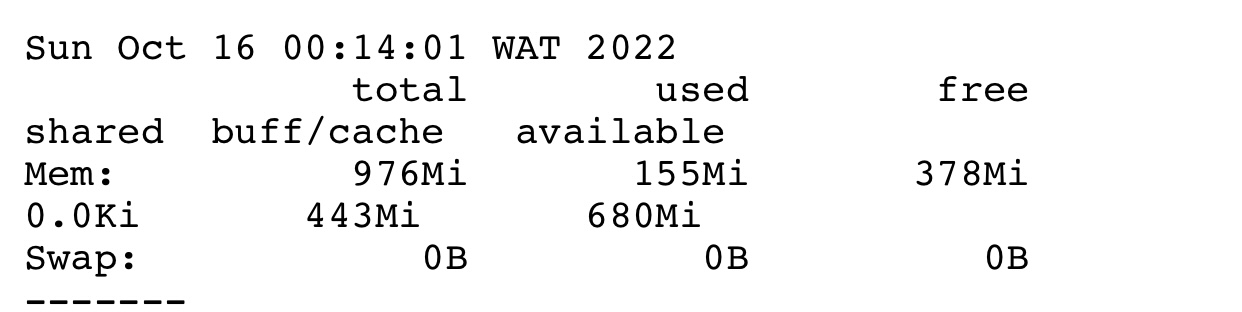 Sun Oct 16 00:14:01 WAT 2022
              total        used        free
shared  buff/cache   available
Mem:          976Mi       155Mi       378Mi
0.0Ki       443Mi       680Mi
Swap:            0B          0B          0B
-------